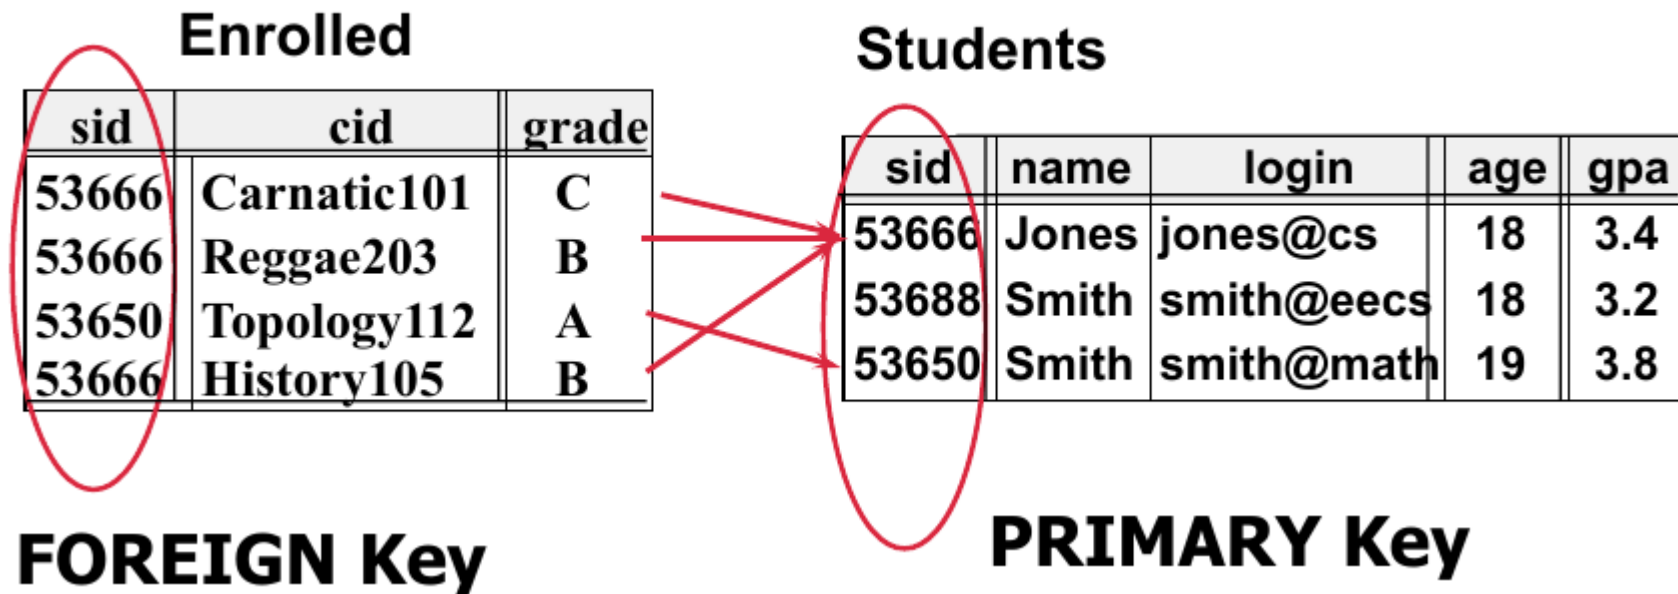 Enrolled
sid cid grade
53666 Carnatic101 C
53666 Reggae203 B
53650 Topology112 A
53666 History105 B
FOREIGN Key
Students
sid name login age gpa
53666 Jones jones@cs 18 3.4
53688 Smith smith@eecs 18 3.2
53650 Smith smith@math 19 3.8
PRIMARY Key